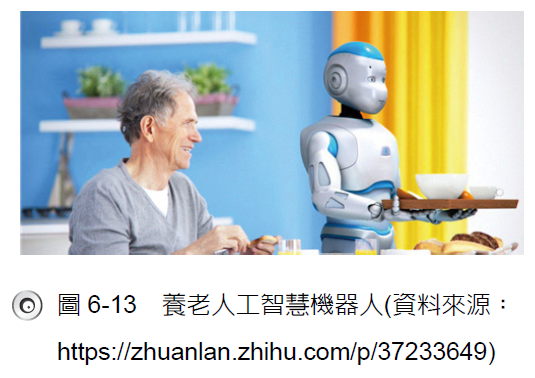 圖 6-13　養老人工智慧機器人(資料來源：
https://zhuanlan.zhihu.com/p/37233649)